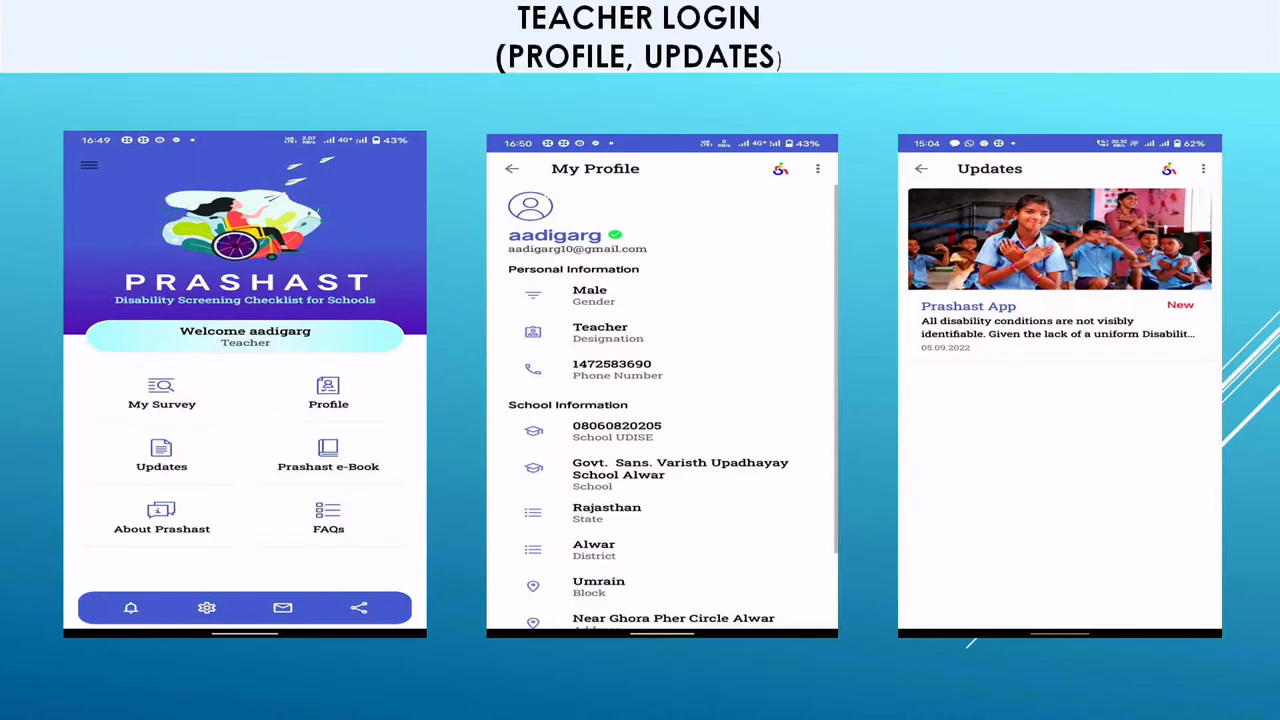 TEACHER LOGIN
(PROFILE, UPDATES)
16:49
4G+
43%
PRASHAST
Disability Screening Checklist for Schools
Welcome aadigarg
Teacher
My Survey
Profile
Updates
Prashast e-Book
About Prashast
FAQs
16:50
4G+
43%
My Profile
aadigarg
aadigarg10@gmail.com
Personal Information
Male
Gender
Teacher
Designation
1472583690
Phone Number
School Information
08060820205
School UDISE
Govt. Sans. Varisth Upadhayay
School Alwar
School
Rajasthan
State
Alwar
District
Umrain
Block
Near Ghora Pher Circle Alwar
15:04
62%
Updates
Prashast App
New
All disability conditions are not visibly
identifiable. Given the lack of a uniform Disabilit...
05.09.2022